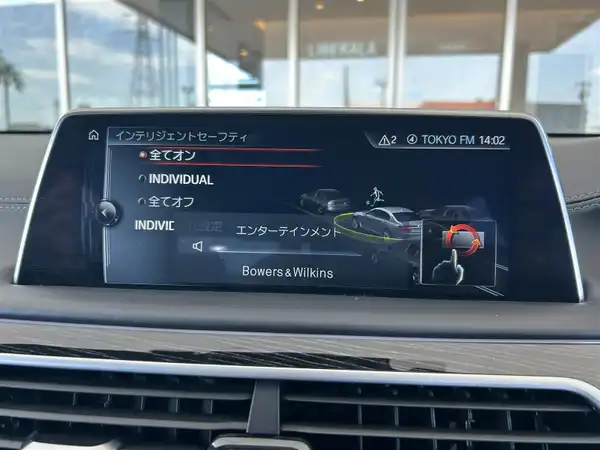 LIBERALA
インテリジェントセーフティ
2 TOKYO FM 14:02
全てオン
INDIVIDUAL
全てオフ
INDIVID 設定
エンターテインメント
Bowers & Wilkins